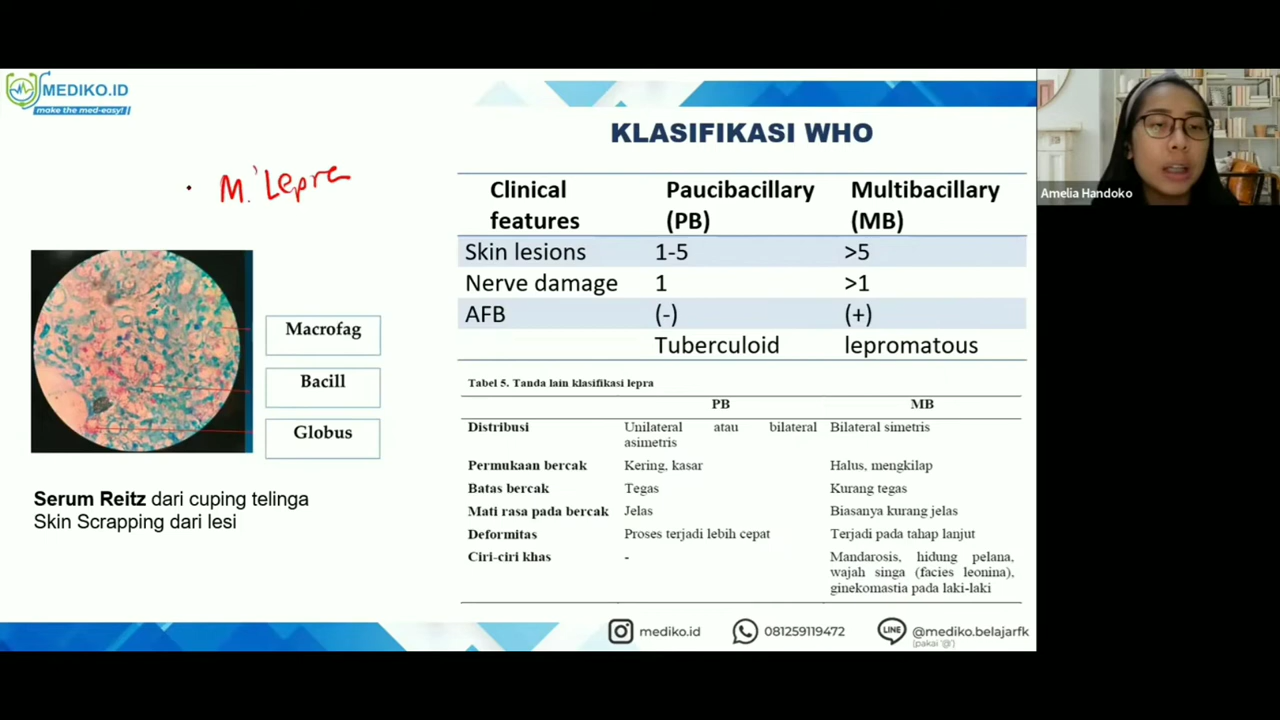 MEDIKO.ID
make the med-easy!
M. Lepra
Macrofag
Bacill
Globus
Serum Reitz dari cuping telinga
Skin Scrapping dari lesi
KLASIFIKASI WHO
Clinical features Paucibacillary (PB) Multibacillary (MB)
Skin lesions 1-5 >5
Nerve damage 1 >1
AFB (-) (+)
Tuberculoid lepromatous
Tabel 5. Tanda lain klasifikasi lepra
PB MB
Distribusi Unilateral atau bilateral asimetris Bilateral simetris
Permukaan bercak Kering, kasar Halus, mengkilap
Batas bercak Tegas Kurang tegas
Mati rasa pada bercak Jelas Biasanya kurang jelas
Deformitas Proses terjadi lebih cepat Terjadi pada tahap lanjut
Ciri-ciri khas - Mandarosis, hidung pelana,
wajah singa (facies leonina),
ginekomastia pada laki-laki
mediko.id 081259119472 LINE @mediko.belajarfk
(pakai '@')
Amelia Handoko